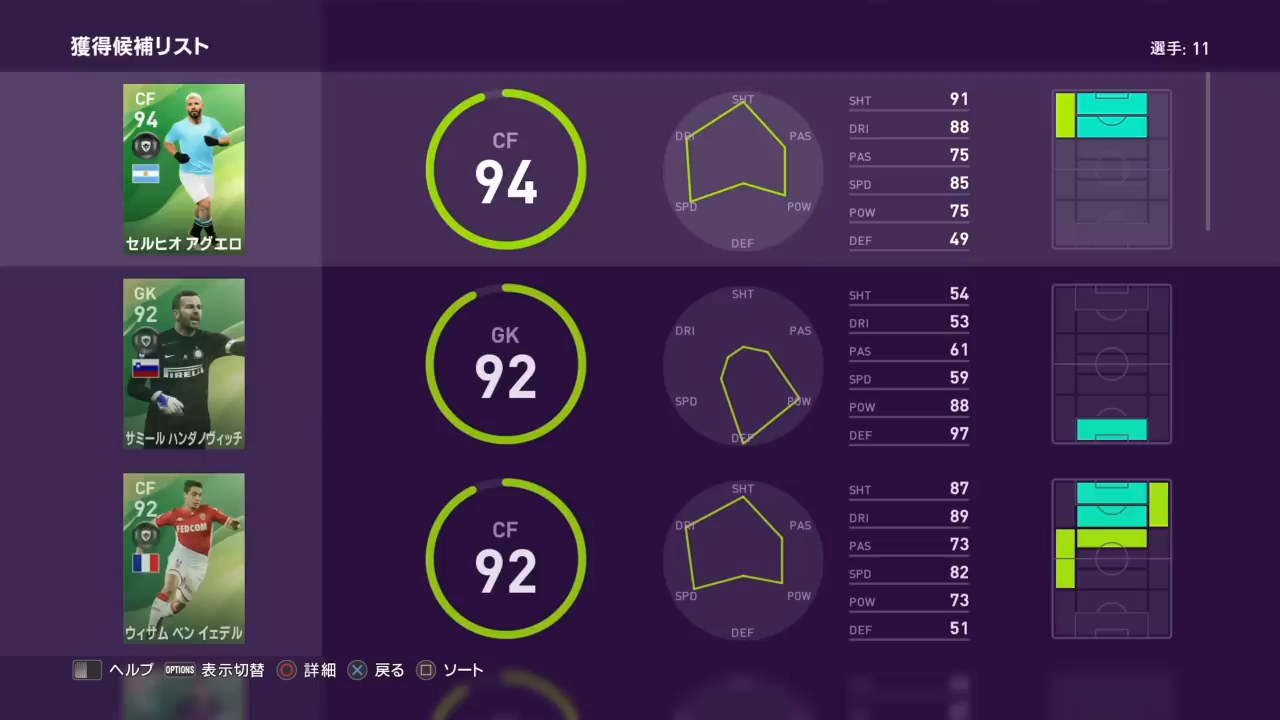 獲得候補リスト
選手: 11
CF
94
セルヒオ アグエロ
CF
94
SHT
DRI
PAS
SPD
POW
DEF
SHT 91
DRI 88
PAS 75
SPD 85
POW 75
DEF 49
GK
92
PIRELLI
サミール ハンダノヴィッチ
GK
92
SHT
DRI
PAS
SPD
POW
DEF
SHT 54
DRI 53
PAS 61
SPD 59
POW 88
DEF 97
CF
92
FEDCOM
ウィサム ベン イェデル
CF
92
SHT
DRI
PAS
SPD
POW
DEF
SHT 87
DRI 89
PAS 73
SPD 82
POW 73
DEF 51
ヘルプ OPTIONS 表示切替 詳細 戻る ソート